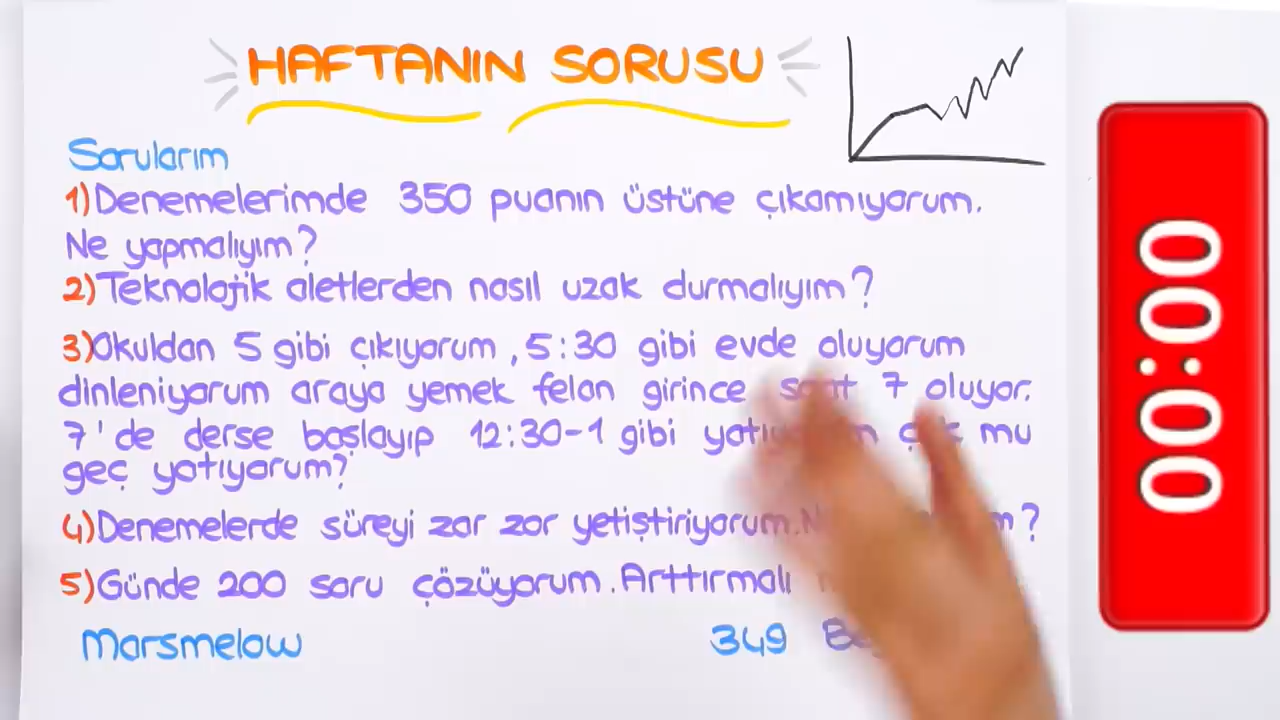 HAFTANIN SORUSU
Sorularım
1)Denemelerimde 350 puanın üstüne çıkamıyorum.
Ne yapmalıyım?
2)Teknolojik aletlerden nasıl uzak durmalıyım?
3)Okuldan 5 gibi çıkıyorum, 5:30 gibi evde oluyorum
dinleniyorum araya yemek felan girince saat 7 oluyor.
7'de derse başlayıp 12:30-1 gibi mu
geç yatıyorum?
4)Denemelerde süreyi zor zor yetiştiriyorum.
5)Günde 200 soru çözüyorum. Arttırmalı
Marsmelow 349
00:00